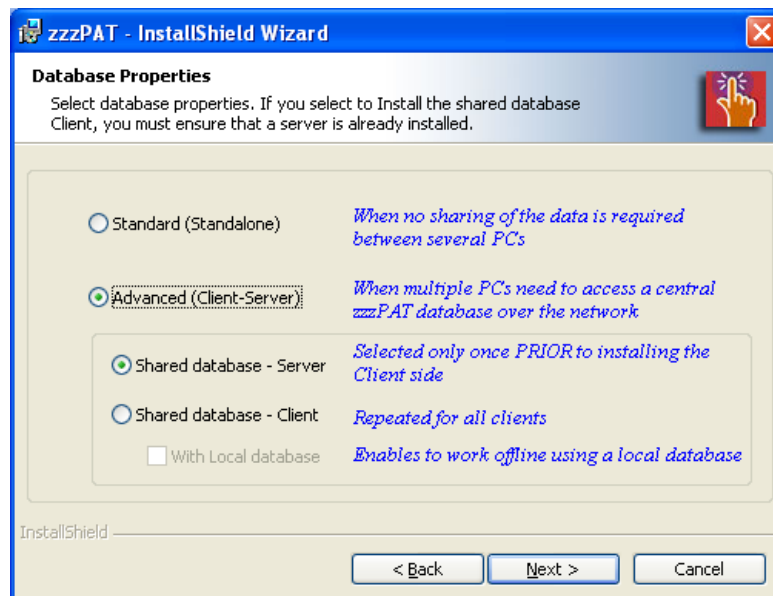 zzzPAT - InstallShield Wizard
Database Properties
Select database properties. If you select to Install the shared database
Client, you must ensure that a server is already installed.
Standard (Standalone)
When no sharing of the data is required
between several PCs
Advanced (Client-Server)
When multiple PC's need to access a central
zzzPAT database over the network
Shared database - Server
Selected only once PRIOR to installing the
Client side
Shared database - Client
Repeated for all clients
With Local database
Enables to work offline using a local database
InstallShield
< Back
Next >
Cancel